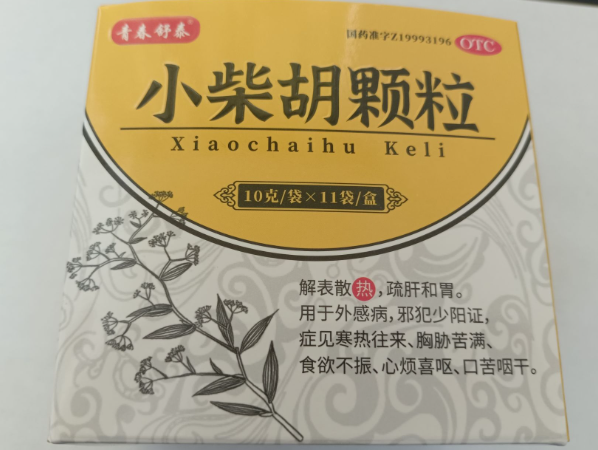 青春舒泰
国药准字Z19993196 OTC
小柴胡颗粒
Xiaochaihu Keli
10克/袋×11袋/盒
解表散热,疏肝和胃。
用于外感病,邪犯少阳证,
症见寒热往来、胸胁苦满、
食欲不振、心烦喜呕、口苦咽干。